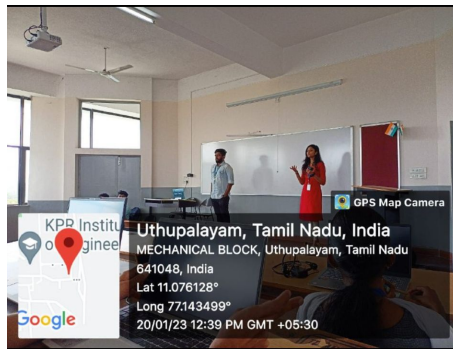 GPS Map Camera
KPR Institu
o
ginee
Google
Uthupalayam, Tamil Nadu, India
MECHANICAL BLOCK, Uthupalayam, Tamil Nadu
641048, India
Lat 11.076128°
Long 77.143499°
20/01/23 12:39 PM GMT +05:30